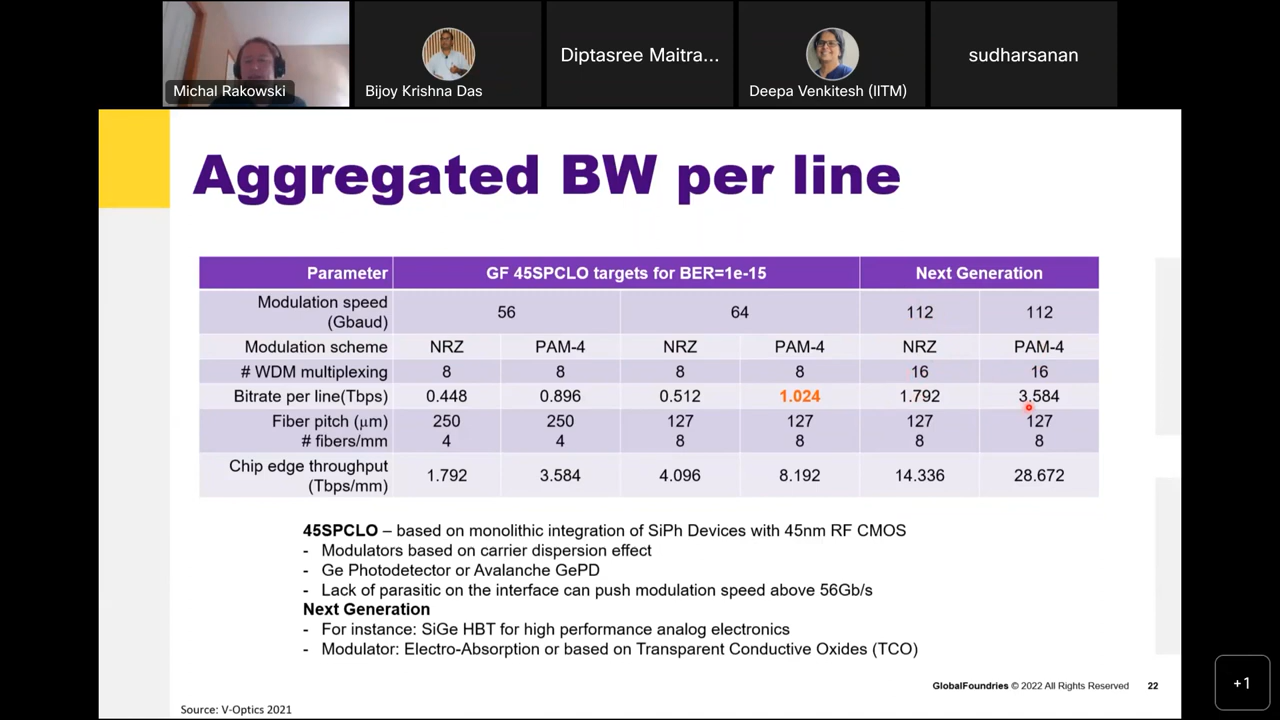 Michal Rakowski
Bijoy Krishna Das
Diptasree Maitra...
Deepa Venkitesh (IITM)
sudharsanan
Aggregated BW per line
Parameter GF 45SPCLO targets for BER=1e-15 Next Generation
Modulation speed (Gbaud) 56 64 112 112
Modulation scheme NRZ PAM-4 NRZ PAM-4 NRZ PAM-4
# WDM multiplexing 8 8 8 8 16 16
Bitrate per line(Tbps) 0.448 0.896 0.512 1.024 1.792 3.584
Fiber pitch (μm) 250 250 127 127 127 127
# fibers/mm 4 4 8 8 8 8
Chip edge throughput (Tbps/mm) 1.792 3.584 4.096 8.192 14.336 28.672
45SPCLO – based on monolithic integration of SiPh Devices with 45nm RF CMOS
- Modulators based on carrier dispersion effect
- Ge Photodetector or Avalanche GePD
- Lack of parasitic on the interface can push modulation speed above 56Gb/s
Next Generation
- For instance: SiGe HBT for high performance analog electronics
- Modulator: Electro-Absorption or based on Transparent Conductive Oxides (TCO)
GlobalFoundries © 2022 All Rights Reserved 22
Source: V-Optics 2021
+1